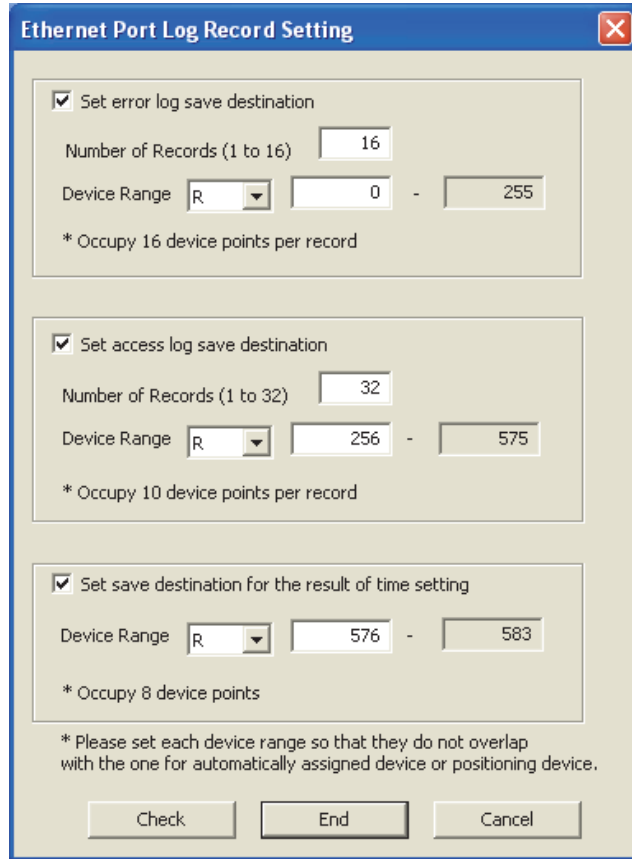 Ethernet Port Log Record Setting
Set error log save destination
Number of Records (1 to 16) 16
Device Range R 0 - 255
* Occupy 16 device points per record
Set access log save destination
Number of Records (1 to 32) 32
Device Range R 256 - 575
* Occupy 10 device points per record
Set save destination for the result of time setting
Device Range R 576 - 583
* Occupy 8 device points
* Please set each device range so that they do not overlap
with the one for automatically assigned device or positioning device.
Check End Cancel